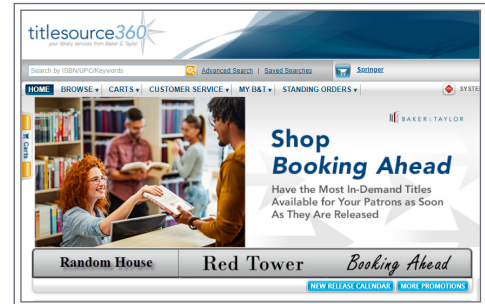 titlesource360
your library services from Baker & Taylor
Search by ISBN/UPC/Keywords
Advanced Search | Saved Searches
Springer
HOME BROWSE CARTS CUSTOMER SERVICE MY B&T STANDING ORDERS
SYSTE
Carts
BAKER & TAYLOR
Shop
Booking Ahead
Have the Most In-Demand Titles
Available for Your Patrons as Soon
As They Are Released
Random House Red Tower Booking Ahead
NEW RELEASE CALENDAR MORE PROMOTIONS